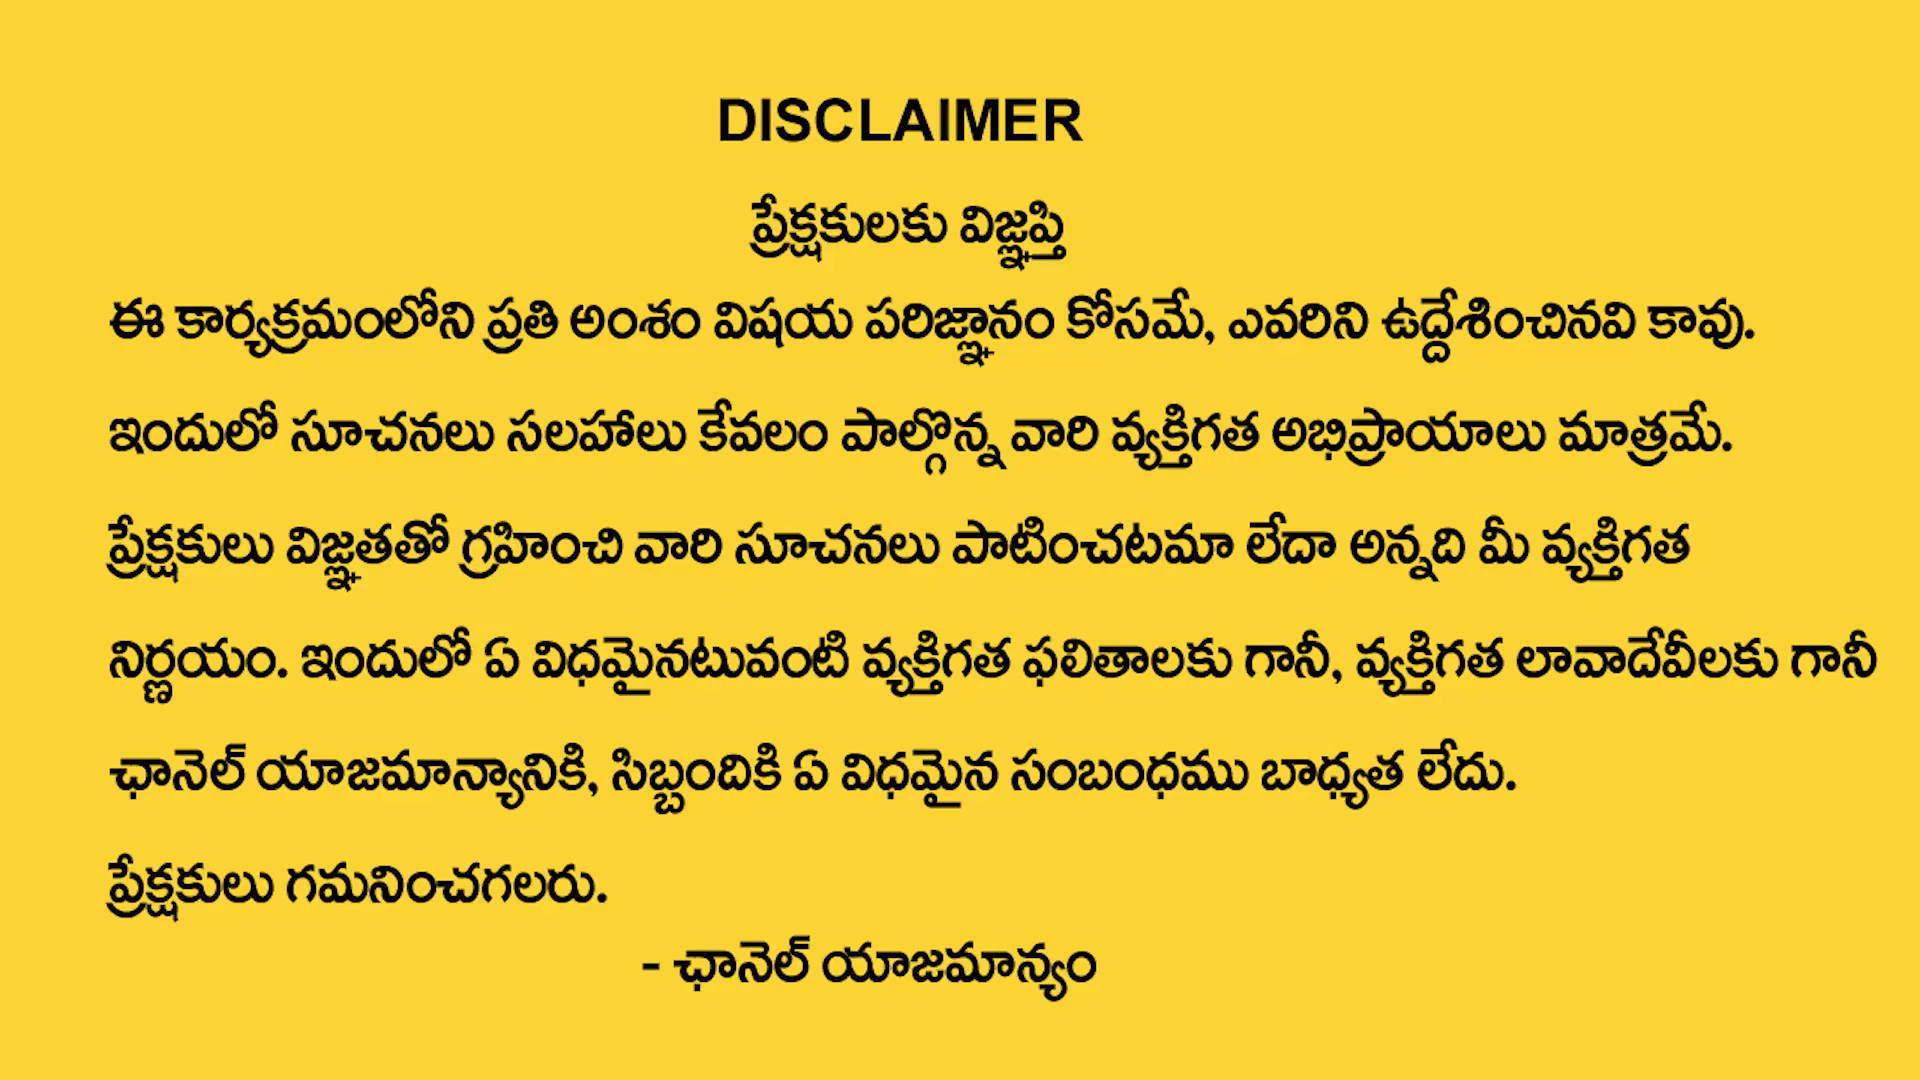 DISCLAIMER
ప్రేక్షకులకు విజ్ఞప్తి
ఈ కార్యక్రమంలోని ప్రతి అంశం విషయ పరిజ్ఞానం కోసమే, ఎవరిని ఉద్దేశించినవి కావు.
ఇందులో సూచనలు సలహాలు కేవలం పాల్గొన్న వారి వ్యక్తిగత అభిప్రాయాలు మాత్రమే.
ప్రేక్షకులు విజ్ఞతతో గ్రహించి వారి సూచనలు పాటించటమా లేదా అన్నది మీ వ్యక్తిగత
నిర్ణయం. ఇందులో ఏ విధమైనటువంటి వ్యక్తిగత ఫలితాలకు గానీ, వ్యక్తిగత లావాదేవీలకు గానీ
ఛానెల్ యాజమాన్యానికి, సిబ్బందికి ఏ విధమైన సంబంధము బాధ్యత లేదు.
ప్రేక్షకులు గమనించగలరు.
- ఛానెల్ యాజమాన్యం